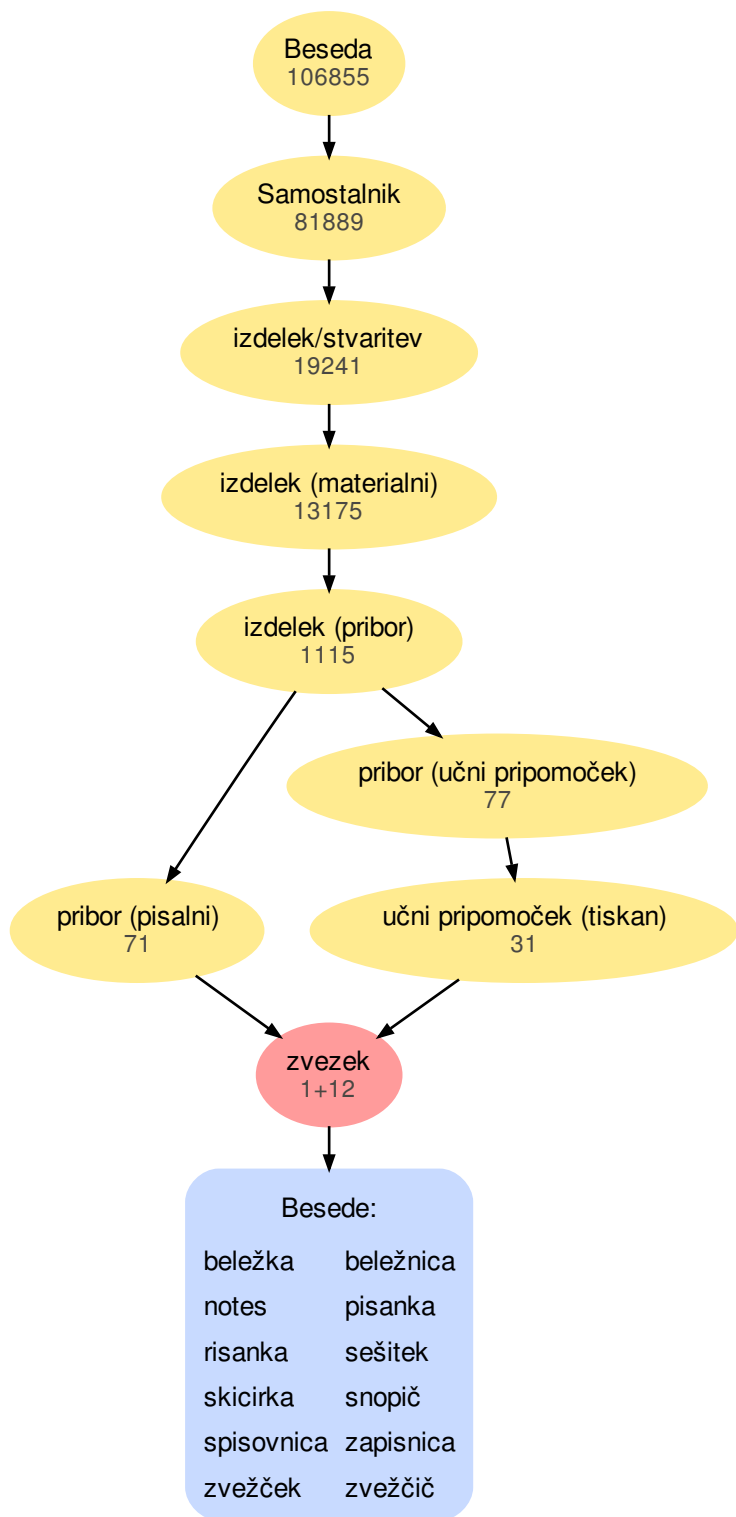 Beseda
106855
Samostalnik
81889
izdelek/stvaritev
19241
izdelek (materialni)
13175
izdelek (pribor)
1115
pribor (učni pripomoček)
77
pribor (pisalni)
71
učni pripomoček (tiskan)
31
zvezek
1+12
Besede:
beležka beležnica
notes pisanka
risanka sešitek
skicirka snopič
spisovnica zapisnica
zvežček zvežčič